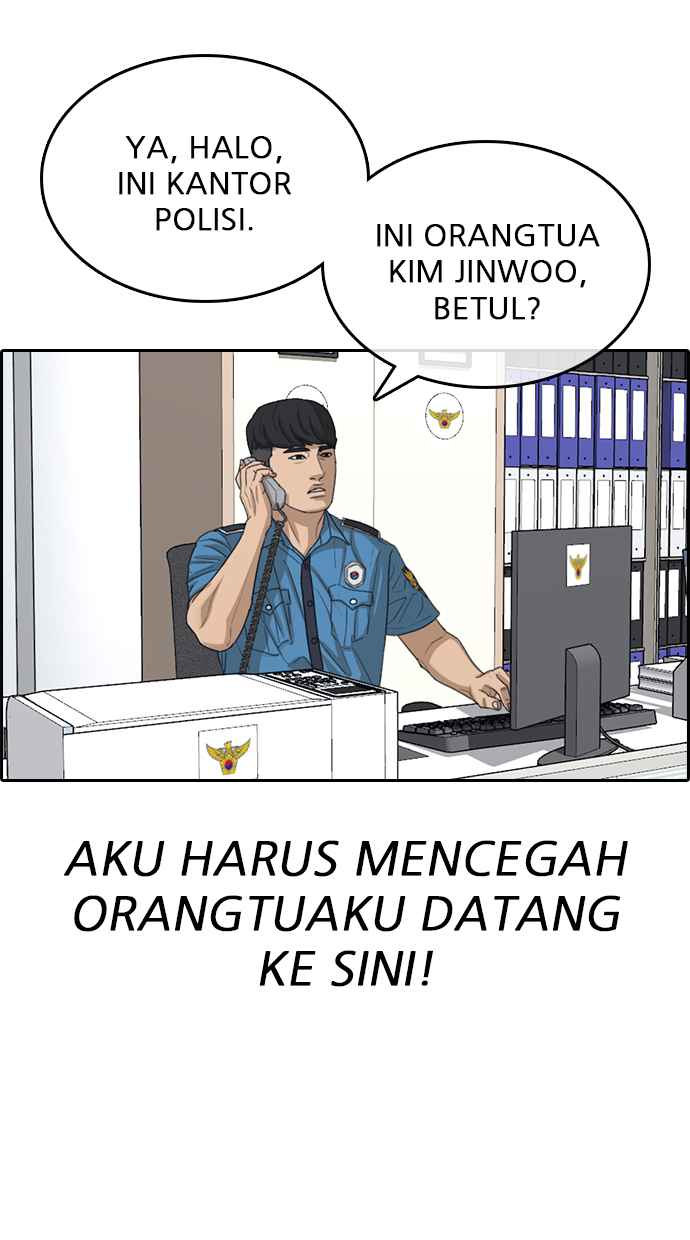 YA, HALO,
INI KANTOR
POLISI.
INI ORANGTUA
KIM JINWOO,
BETUL?
AKU HARUS MENCEGAH
ORANGTUAKU DATANG
KE SINI!